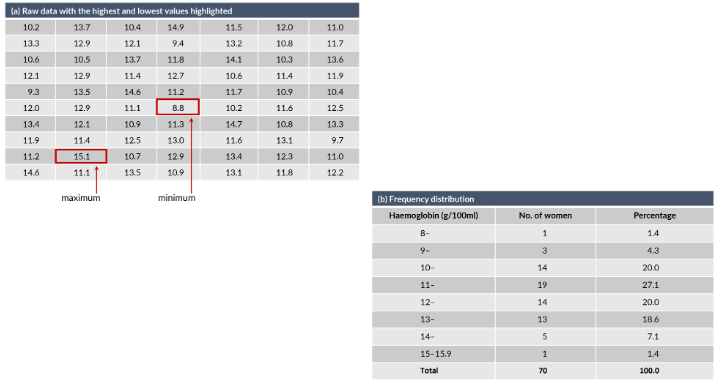 (a) Raw data with the highest and lowest values highlighted
10.2 13.7 10.4 14.9 11.5 12.0 11.0
13.3 12.9 12.1 9.4 13.2 10.8 11.7
10.6 10.5 13.7 11.8 14.1 10.3 13.6
12.1 12.9 11.4 12.7 10.6 11.4 11.9
9.3 13.5 14.6 11.2 11.7 10.9 10.4
12.0 12.9 11.1 8.8 10.2 11.6 12.5
13.4 12.1 10.9 11.3 14.7 10.8 13.3
11.9 11.4 12.5 13.0 11.6 13.1 9.7
11.2 15.1 10.7 12.9 13.4 12.3 11.0
14.6 11.1 13.5 10.9 13.1 11.8 12.2
maximum minimum
(b) Frequency distribution
Haemoglobin (g/100ml) No. of women Percentage
8– 1 1.4
9– 3 4.3
10– 14 20.0
11– 19 27.1
12– 14 20.0
13– 13 18.6
14– 5 7.1
15–15.9 1 1.4
Total 70 100.0